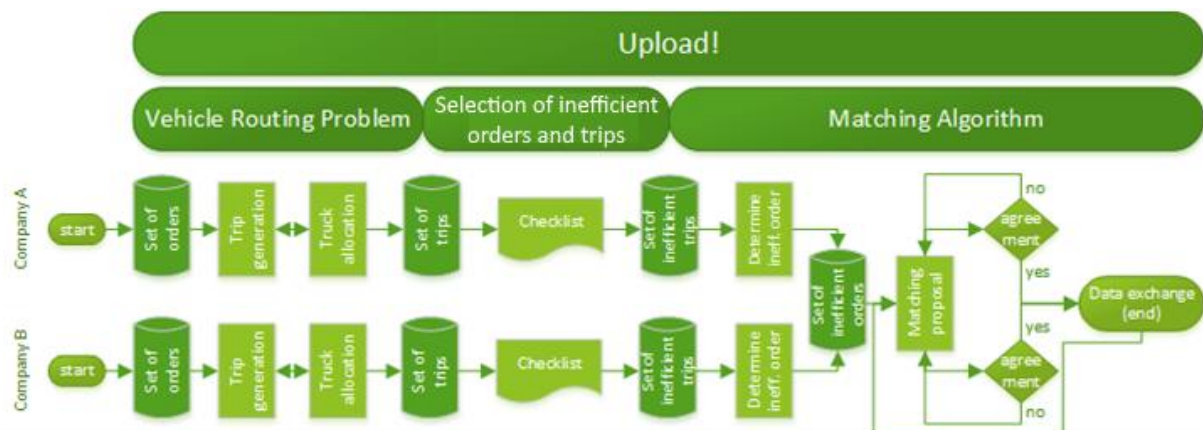 Upload!
Vehicle Routing Problem
Selection of inefficient
orders and trips
Matching Algorithm
Company A
start
Set of
orders
Trip
generation
Truck
alocation
Set of
trips
Checklist
Set of
inefficient
trips
Determine
ineff. order
Set of
inefficient
orders
Matching
proposal
no
agree
ment
yes
Data exchange
(end)
Company B
start
Set of
orders
Trip
generation
Truck
allocation
Set of
trips
Checklist
Set of
inefficient
trips
Determine
ineff. order
yes
agree
ment
no